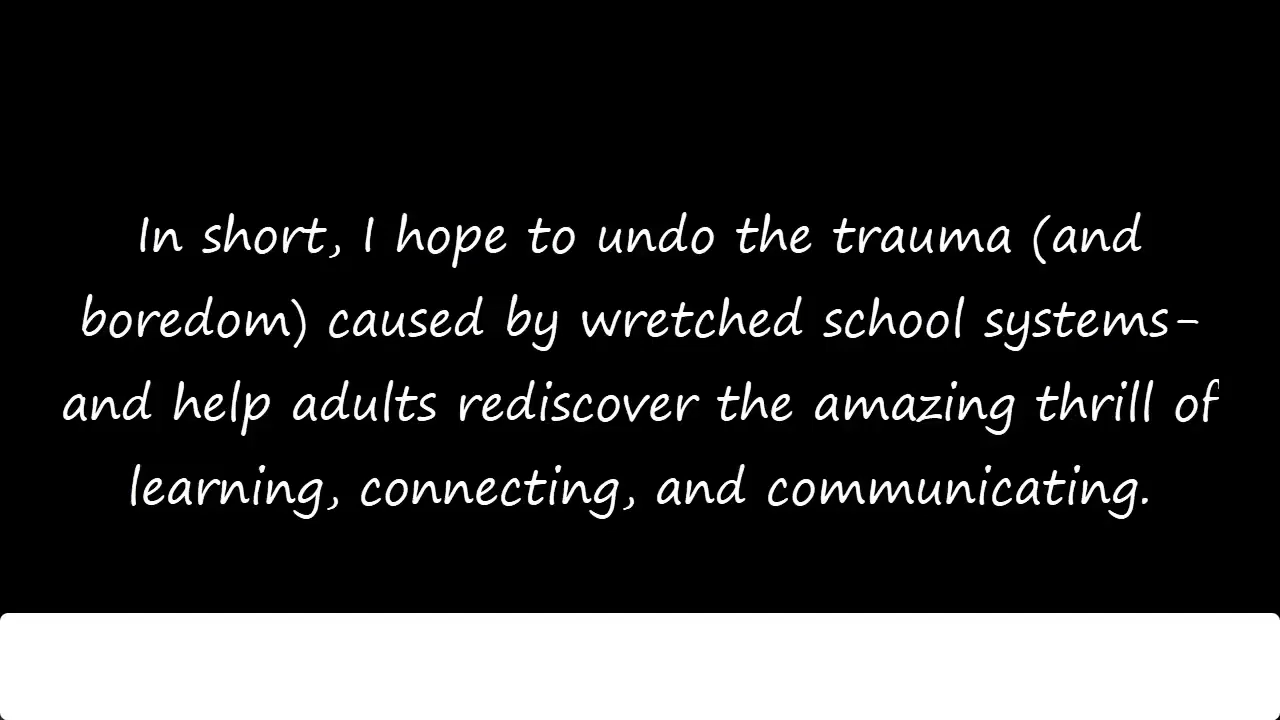 In short, I hope to undo the trauma (and
boredom) caused by wretched school systems-
and help adults rediscover the amazing thrill of
learning, connecting, and communicating.